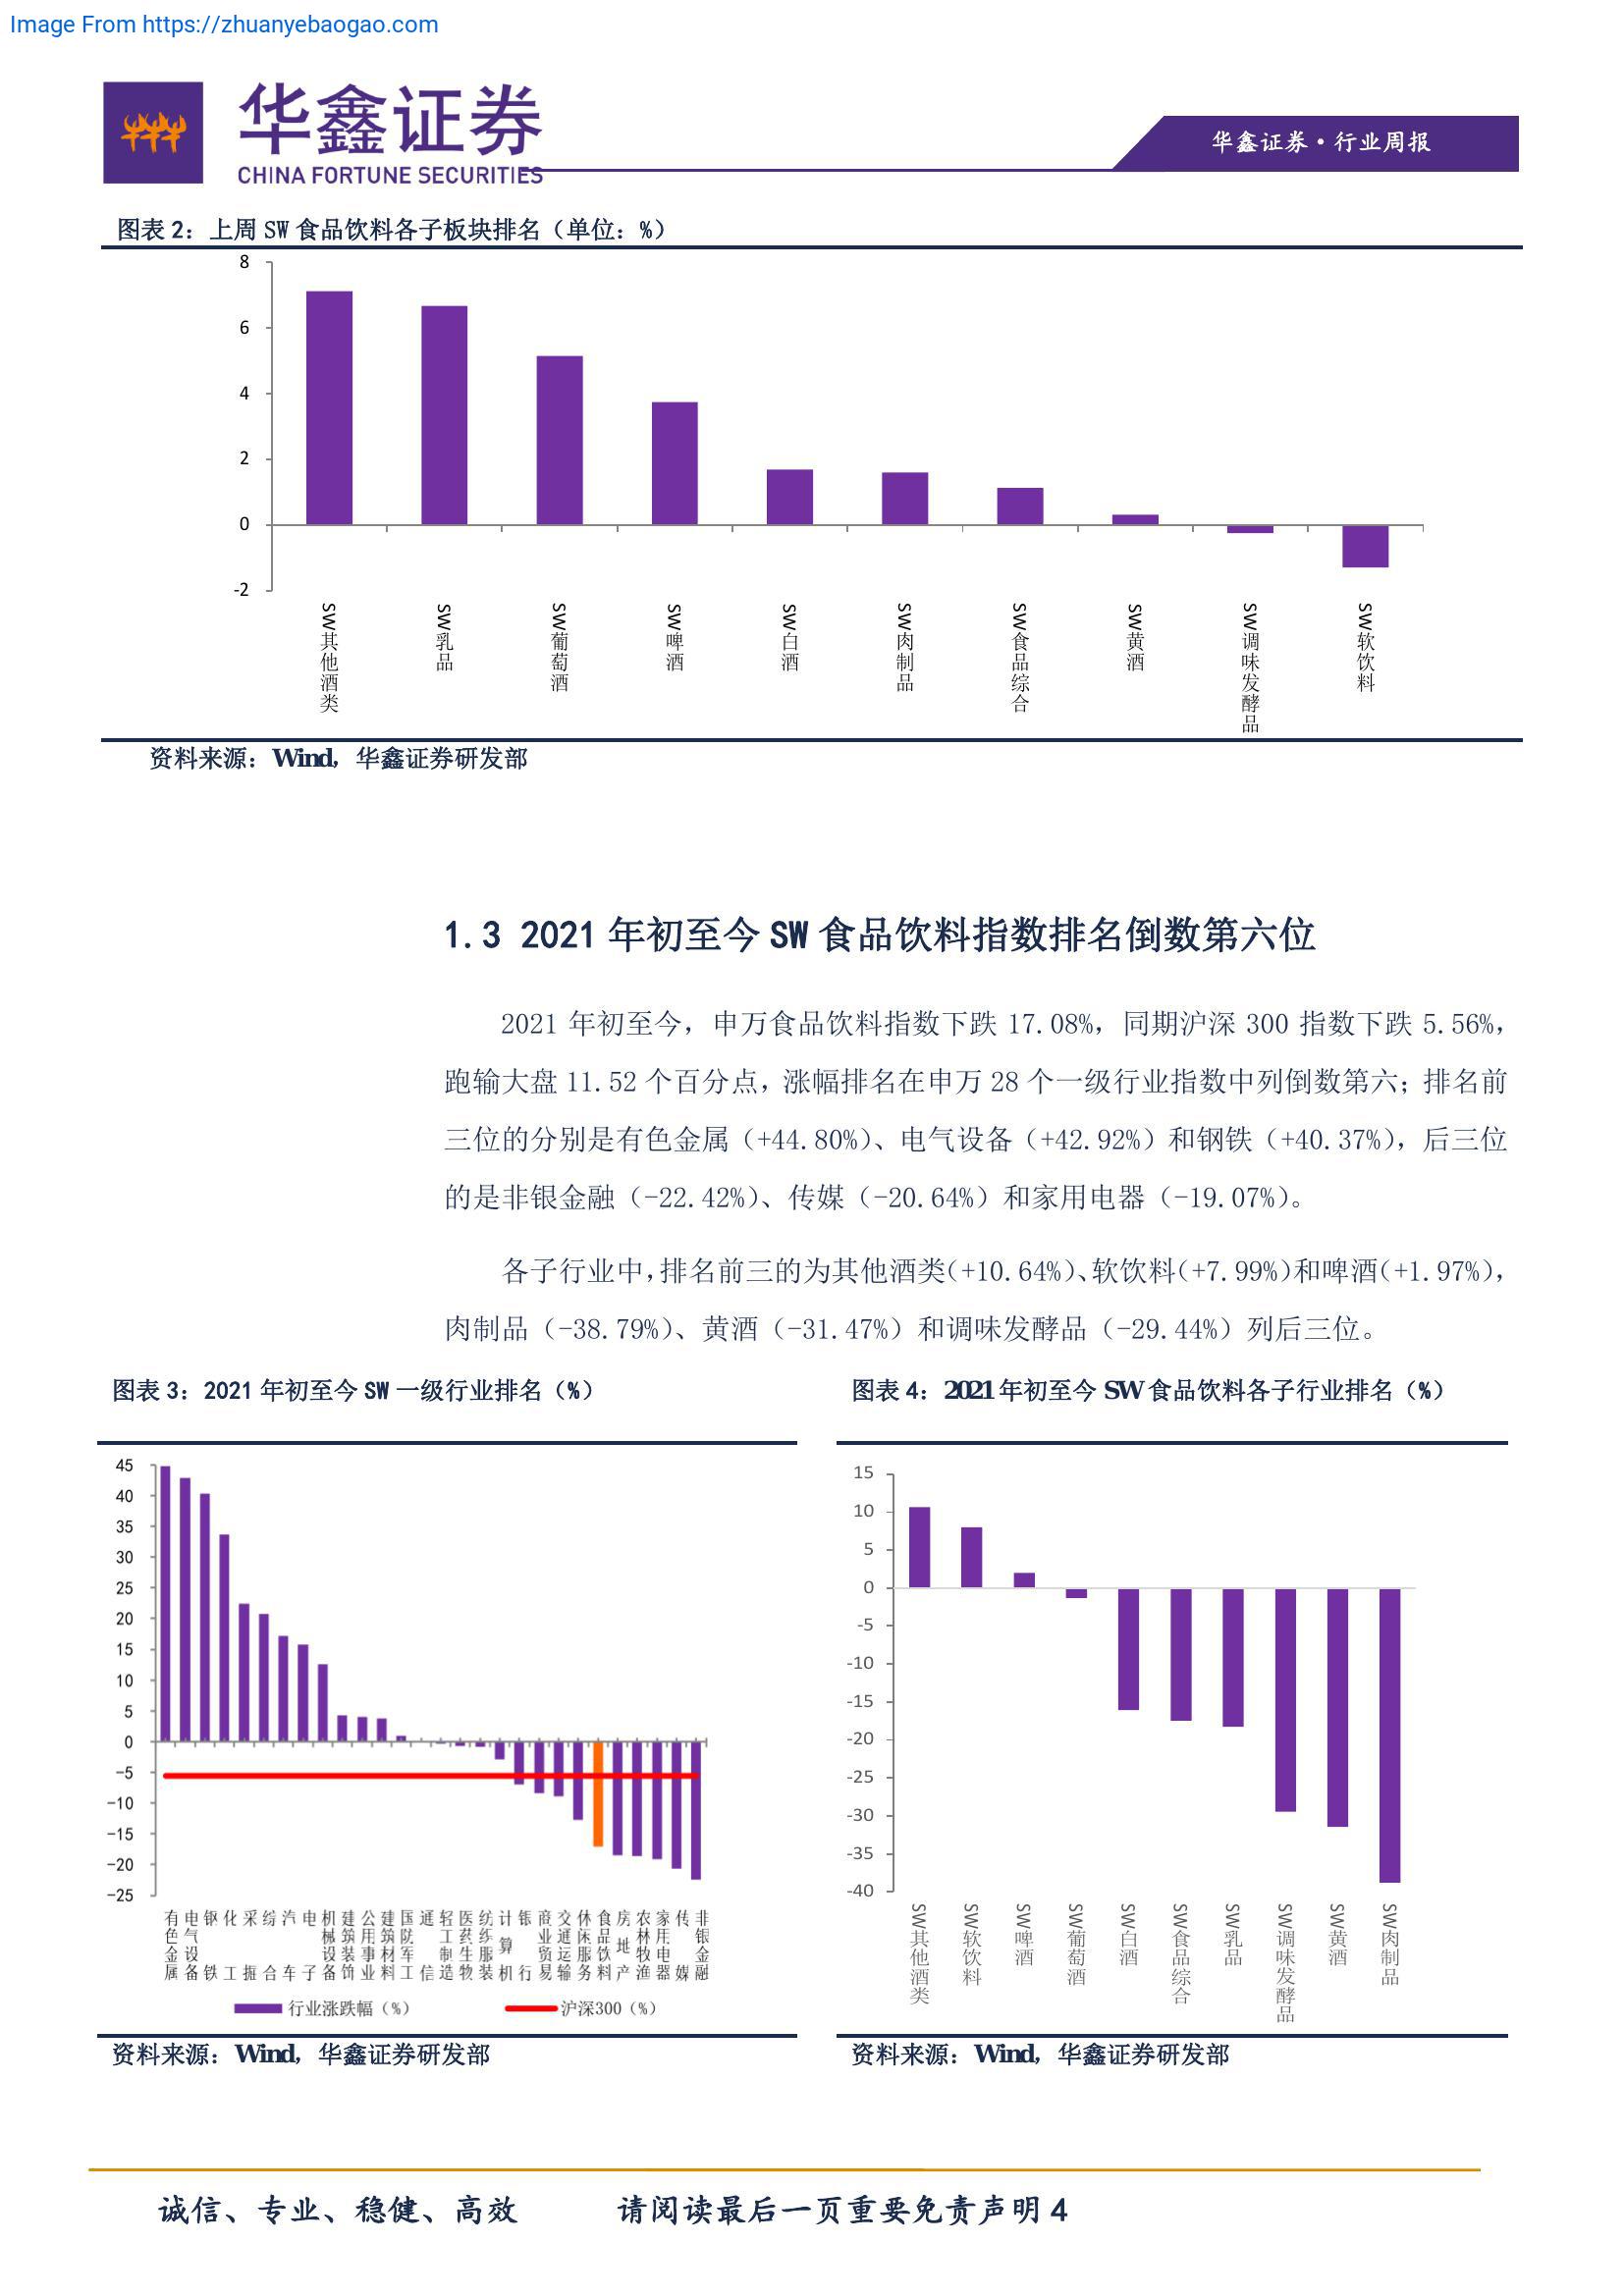 Image From https://zhuanyebaogao.com
华鑫证券
CHINA FORTUNE SECURITIES
华鑫证券·行业周报
图表 2：上周 SW 食品饮料各子板块排名（单位：%）
8
6
4
2
0
-2
SW其他酒类
SW乳品
SW葡萄酒
SW啤酒
SW白酒
SW肉制品
SW食品综合
SW黄酒
SW调味发酵品
SW软饮料
资料来源：Wind，华鑫证券研发部
1.3 2021 年初至今 SW 食品饮料指数排名倒数第六位
2021 年初至今，申万食品饮料指数下跌 17.08%，同期沪深 300 指数下跌 5.56%，
跑输大盘 11.52 个百分点，涨幅排名在申万 28 个一级行业指数中列倒数第六；排名前
三位的分别是有色金属（+44.80%）、电气设备（+42.92%）和钢铁（+40.37%），后三位
的是非银金融（-22.42%）、传媒（-20.64%）和家用电器（-19.07%）。
各子行业中，排名前三的为其他酒类(+10.64%)、软饮料(+7.99%)和啤酒(+1.97%)，
肉制品（-38.79%）、黄酒（-31.47%）和调味发酵品（-29.44%）列后三位。
图表 3：2021 年初至今 SW 一级行业排名（%）
45
40
35
30
25
20
15
10
5
0
-5
-10
-15
-20
-25
有色金属
电气设备
钢铁
化工
采掘
综合
汽车
电子
机械设备
建筑装饰
公用事业
建筑材料
国防军工
通信
轻工制造
医药生物
纺织服装
计算机
银行
商业贸易
交通运输
休闲服务
食品饮料
房地产
农林牧渔
家用电器
传媒
非银金融
行业涨跌幅（%）
沪深300（%）
资料来源：Wind，华鑫证券研发部
图表 4：2021 年初至今 SW 食品饮料各子行业排名（%）
15
10
5
0
-5
-10
-15
-20
-25
-30
-35
-40
SW其他酒类
SW软饮料
SW啤酒
SW葡萄酒
SW白酒
SW食品综合
SW乳品
SW调味发酵品
SW黄酒
SW肉制品
资料来源：Wind，华鑫证券研发部
诚信、专业、稳健、高效
请阅读最后一页重要免责声明 4